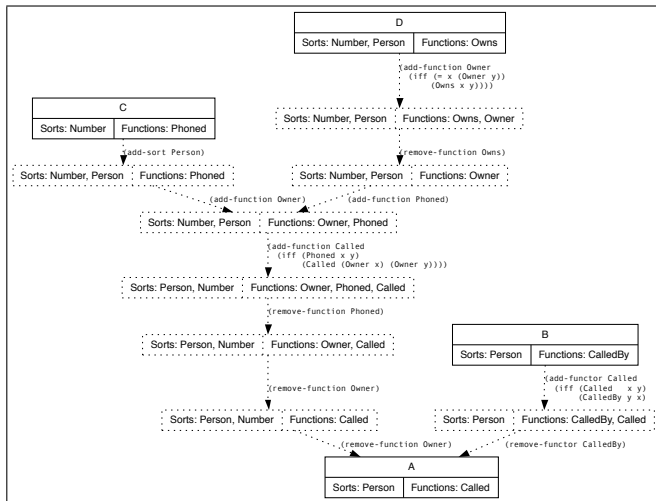 D
Sorts: Number, Person Functions: Owns
(add-function Owner
(iff (= x (Owner y))
(Owns x y))))
C
Sorts: Number Functions: Phoned
Sorts: Number, Person Functions: Owns, Owner
(add-sort Person)
(remove-function Owns)
Sorts: Number, Person Functions: Phoned
Sorts: Number, Person Functions: Owner
(add-function Owner)
(add-function Phoned)
Sorts: Number, Person Functions: Owner, Phoned
(add-function Called
(iff (Phoned x y)
(Called (Owner x) (Owner y))))
Sorts: Person, Number Functions: Owner, Phoned, Called
(remove-function Phoned)
B
Sorts: Person, Number Functions: Owner, Called
Sorts: Person Functions: CalledBy
(remove-function Owner)
(add-functor Called
(iff (Called x y)
(CalledBy y x)
Sorts: Person, Number Functions: Called
Sorts: Person Functions: CalledBy, Called
(remove-function Owner)
(remove-functor CalledBy)
A
Sorts: Person Functions: Called